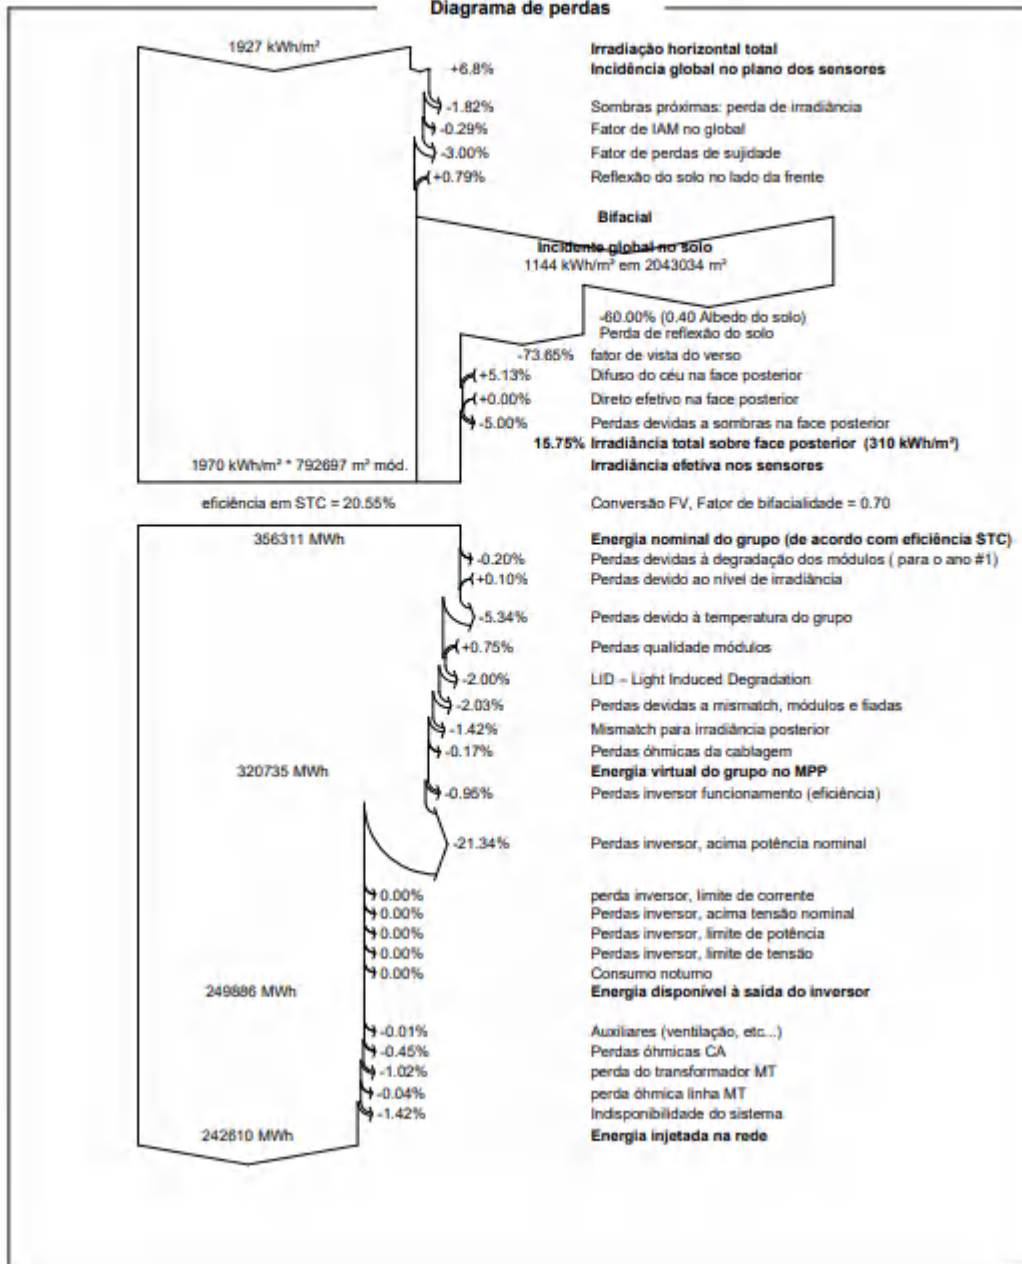 Diagrama de perdas
1927 kWh/m² Irradiação horizontal total
+6.8% Incidência global no plano dos sensores
-1.82% Sombras próximas: perda de irradiância
-0.29% Fator de IAM no global
-3.00% Fator de perdas de sujidade
+0.79% Reflexão do solo no lado da frente
Bifacial
Incidente global no solo
1144 kWh/m² em 2043034 m²
-60.00% (0.40 Albedo do solo)
Perda de reflexão do solo
-73.65% fator de vista do verso
+5.13% Difuso do céu na face posterior
+0.00% Direto efetivo na face posterior
-5.00% Perdas devidas a sombras na face posterior
15.75% Irradiância total sobre face posterior (310 kWh/m²)
1970 kWh/m² * 792697 m² mód. Irradiância efetiva nos sensores
eficiência em STC = 20.55% Conversão FV, Fator de bifacialidade = 0.70
356311 MWh Energia nominal do grupo (de acordo com eficiência STC)
-0.20% Perdas devidas à degradação dos módulos ( para o ano #1)
+0.10% Perdas devido ao nível de irradiância
-5.34% Perdas devido à temperatura do grupo
+0.75% Perdas qualidade módulos
-2.00% LID – Light Induced Degradation
-2.03% Perdas devidas a mismatch, módulos e fiadas
-1.42% Mismatch para irradiância posterior
-0.17% Perdas óhmicas da cablagem
320735 MWh Energia virtual do grupo no MPP
-0.95% Perdas inversor funcionamento (eficiência)
-21.34% Perdas inversor, acima potência nominal
0.00% perda inversor, limite de corrente
0.00% Perdas inversor, acima tensão nominal
0.00% Perdas inversor, limite de potência
0.00% Perdas inversor, limite de tensão
0.00% Consumo noturno
249886 MWh Energia disponível à saída do inversor
-0.01% Auxiliares (ventilação, etc...)
-0.45% Perdas óhmicas CA
-1.02% perda do transformador MT
-0.04% perda óhmica linha MT
-1.42% Indisponibilidade do sistema
242610 MWh Energia injetada na rede